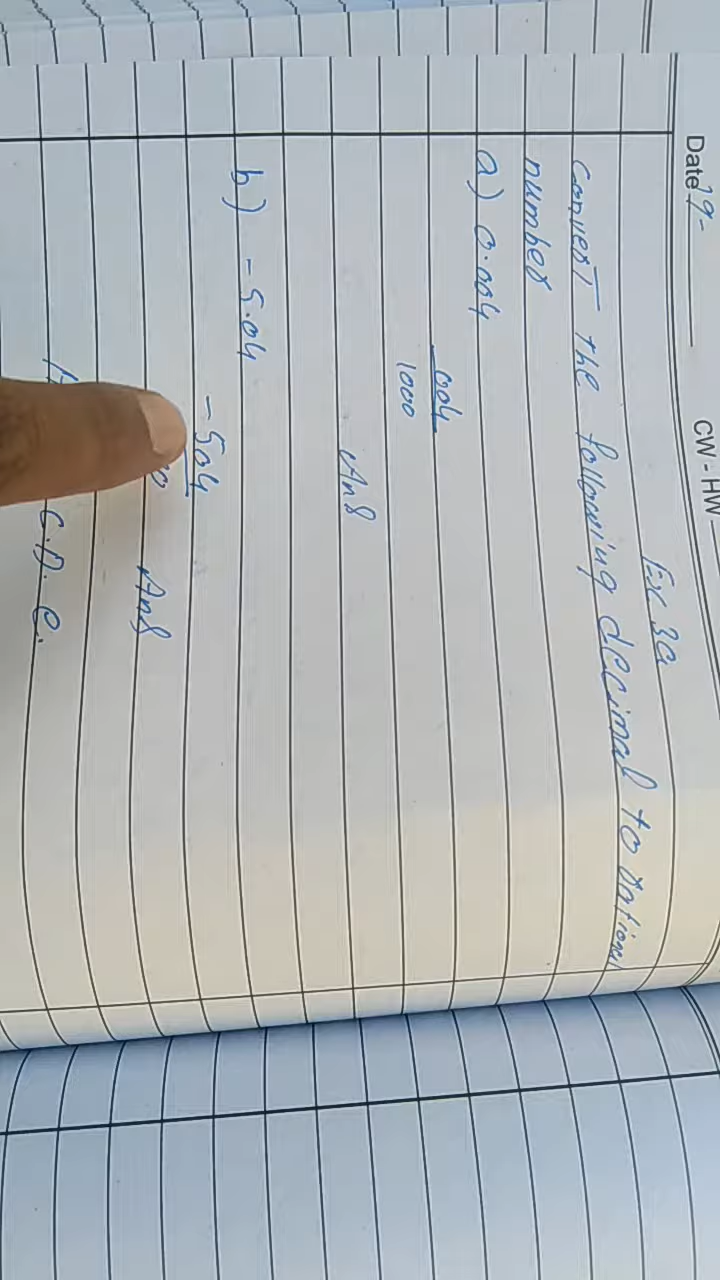 Date 19-
CW - HW
Ex 3a
Convert the following decimal to rational
number
a) 0.004
004
1000
Ans
b) -5.04
-504
Ans
C.D.C.